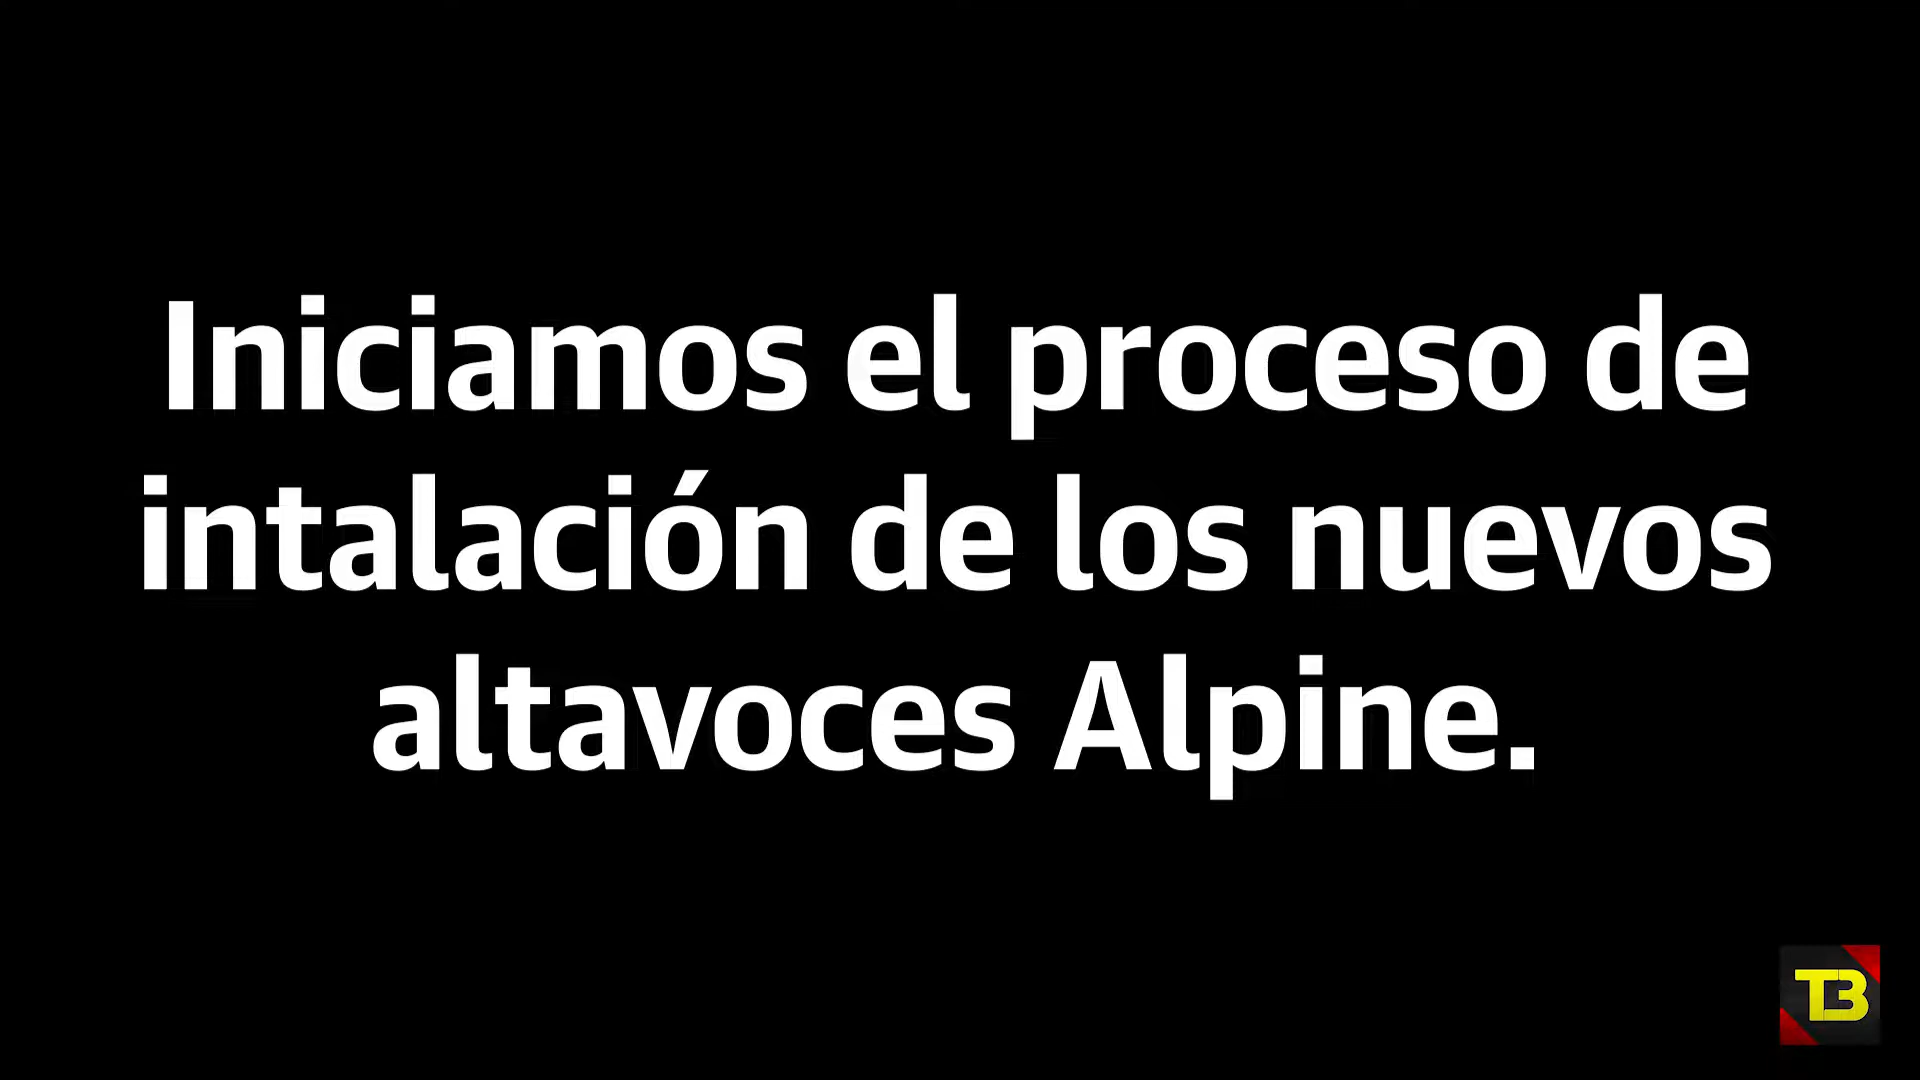 Iniciamos el proceso de
intalación de los nuevos
altavoces Alpine.
TB